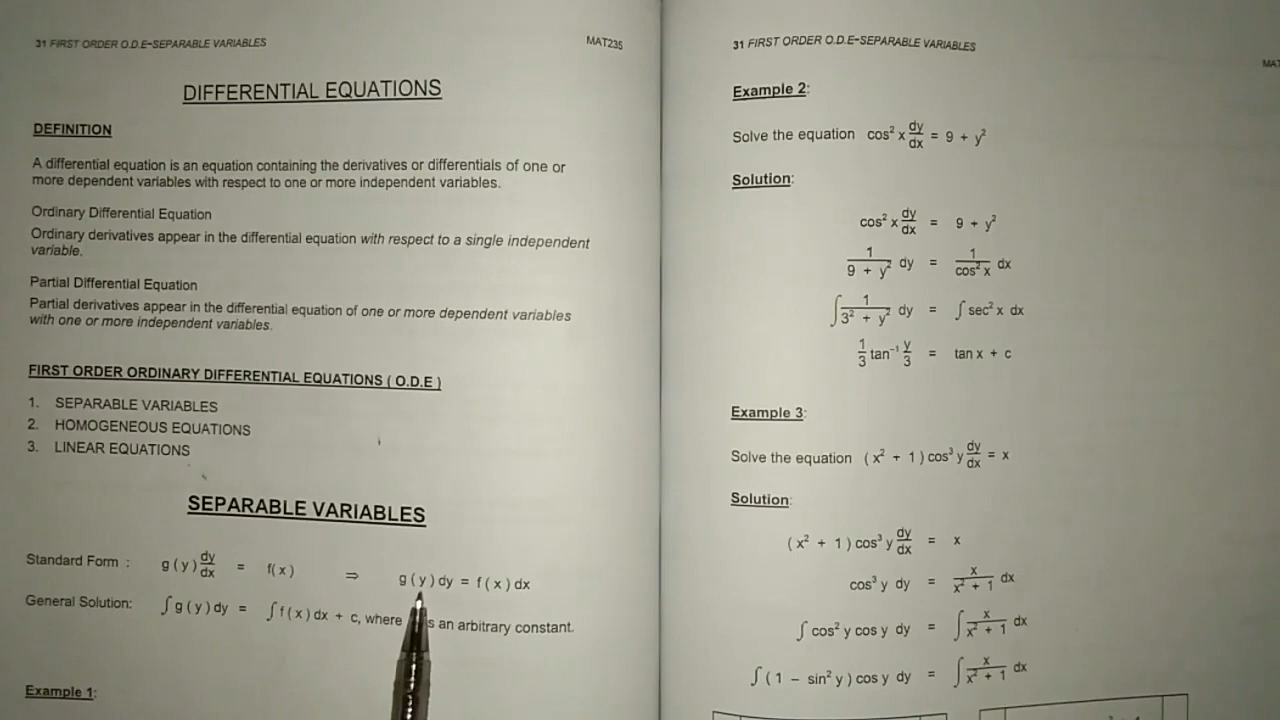 31 FIRST ORDER O.D.E-SEPARABLE VARIABLES
MAT235
DIFFERENTIAL EQUATIONS
DEFINITION
A differential equation is an equation containing the derivatives or differentials of one or
more dependent variables with respect to one or more independent variables.
Ordinary Differential Equation
Ordinary derivatives appear in the differential equation with respect to a single independent
variable.
Partial Differential Equation
Partial derivatives appear in the differential equation of one or more dependent variables
with one or more independent variables.
FIRST ORDER ORDINARY DIFFERENTIAL EQUATIONS ( O.D.E )
1. SEPARABLE VARIABLES
2. HOMOGENEOUS EQUATIONS
3. LINEAR EQUATIONS
SEPARABLE VARIABLES
Standard Form : g ( y ) dy/dx = f( x ) ⇒ g ( y ) dy = f ( x ) dx
General Solution: ∫ g ( y ) dy = ∫ f ( x ) dx + c, where s an arbitrary constant.
Example 1:
31 FIRST ORDER O.D.E-SEPARABLE VARIABLES
MAT
Example 2:
Solve the equation cos² x dy/dx = 9 + y²
Solution:
cos² x dy/dx = 9 + y²
1/(9 + y²) dy = 1/(cos² x) dx
∫ 1/(3² + y²) dy = ∫ sec² x dx
1/3 tan⁻¹ y/3 = tan x + c
Example 3:
Solve the equation ( x² + 1 ) cos³ y dy/dx = x
Solution:
( x² + 1 ) cos³ y dy/dx = x
cos³ y dy = x/(x² + 1) dx
∫ cos² y cos y dy = ∫ x/(x² + 1) dx
∫ ( 1 − sin² y ) cos y dy = ∫ x/(x² + 1) dx